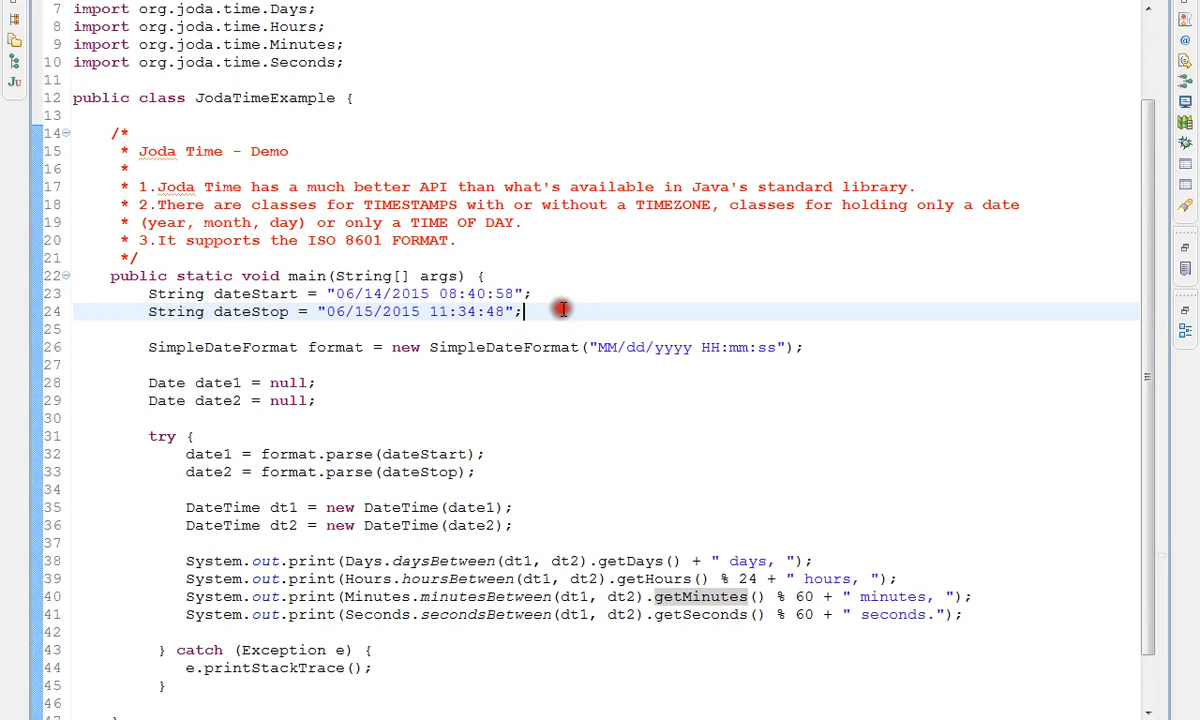 7 import org.joda.time.Days;
8 import org.joda.time.Hours;
9 import org.joda.time.Minutes;
10 import org.joda.time.Seconds;
11
12 public class JodaTimeExample {
13
14 /*
15 * Joda Time - Demo
16 *
17 * 1.Joda Time has a much better API than what's available in Java's standard library.
18 * 2.There are classes for TIMESTAMPS with or without a TIMEZONE, classes for holding only a date
19 * (year, month, day) or only a TIME OF DAY.
20 * 3.It supports the ISO 8601 FORMAT.
21 */
22 public static void main(String[] args) {
23 String dateStart = "06/14/2015 08:40:58";
24 String dateStop = "06/15/2015 11:34:48";
25
26 SimpleDateFormat format = new SimpleDateFormat("MM/dd/yyyy HH:mm:ss");
27
28 Date date1 = null;
29 Date date2 = null;
30
31 try {
32 date1 = format.parse(dateStart);
33 date2 = format.parse(dateStop);
34
35 DateTime dt1 = new DateTime(date1);
36 DateTime dt2 = new DateTime(date2);
37
38 System.out.print(Days.daysBetween(dt1, dt2).getDays() + " days, ");
39 System.out.print(Hours.hoursBetween(dt1, dt2).getHours() % 24 + " hours, ");
40 System.out.print(Minutes.minutesBetween(dt1, dt2).getMinutes() % 60 + " minutes, ");
41 System.out.print(Seconds.secondsBetween(dt1, dt2).getSeconds() % 60 + " seconds.");
42
43 } catch (Exception e) {
44 e.printStackTrace();
45 }
46
47 }